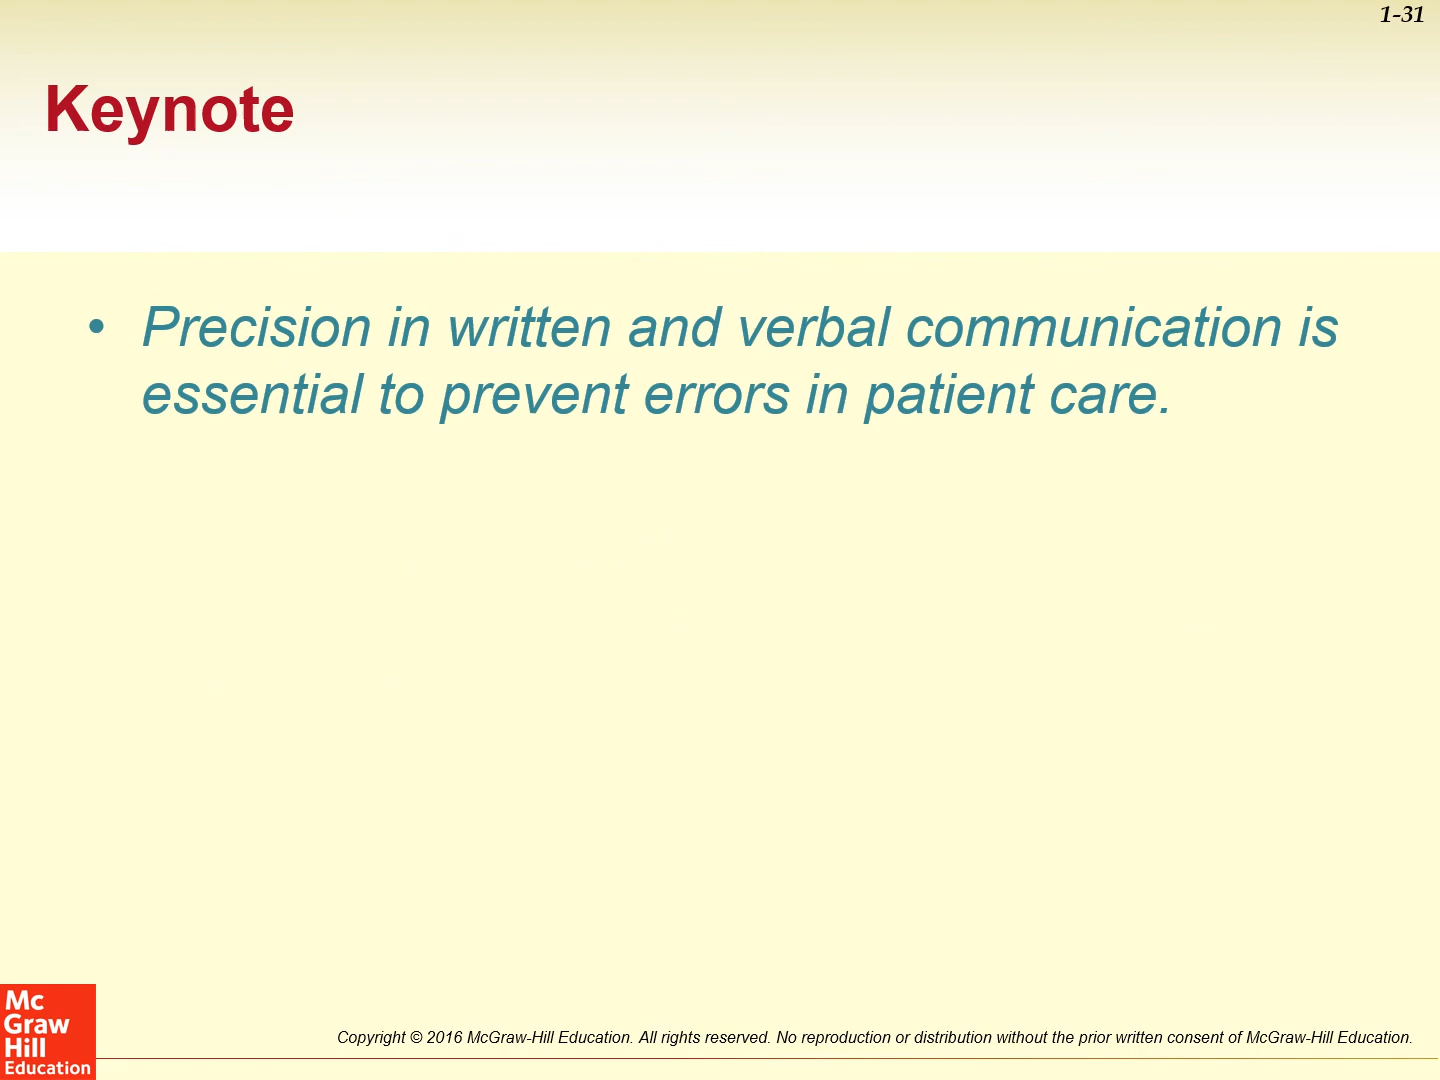 1-31
Keynote
• Precision in written and verbal communication is
essential to prevent errors in patient care.
Mc
Graw
Hill
Education
Copyright © 2016 McGraw-Hill Education. All rights reserved. No reproduction or distribution without the prior written consent of McGraw-Hill Education.